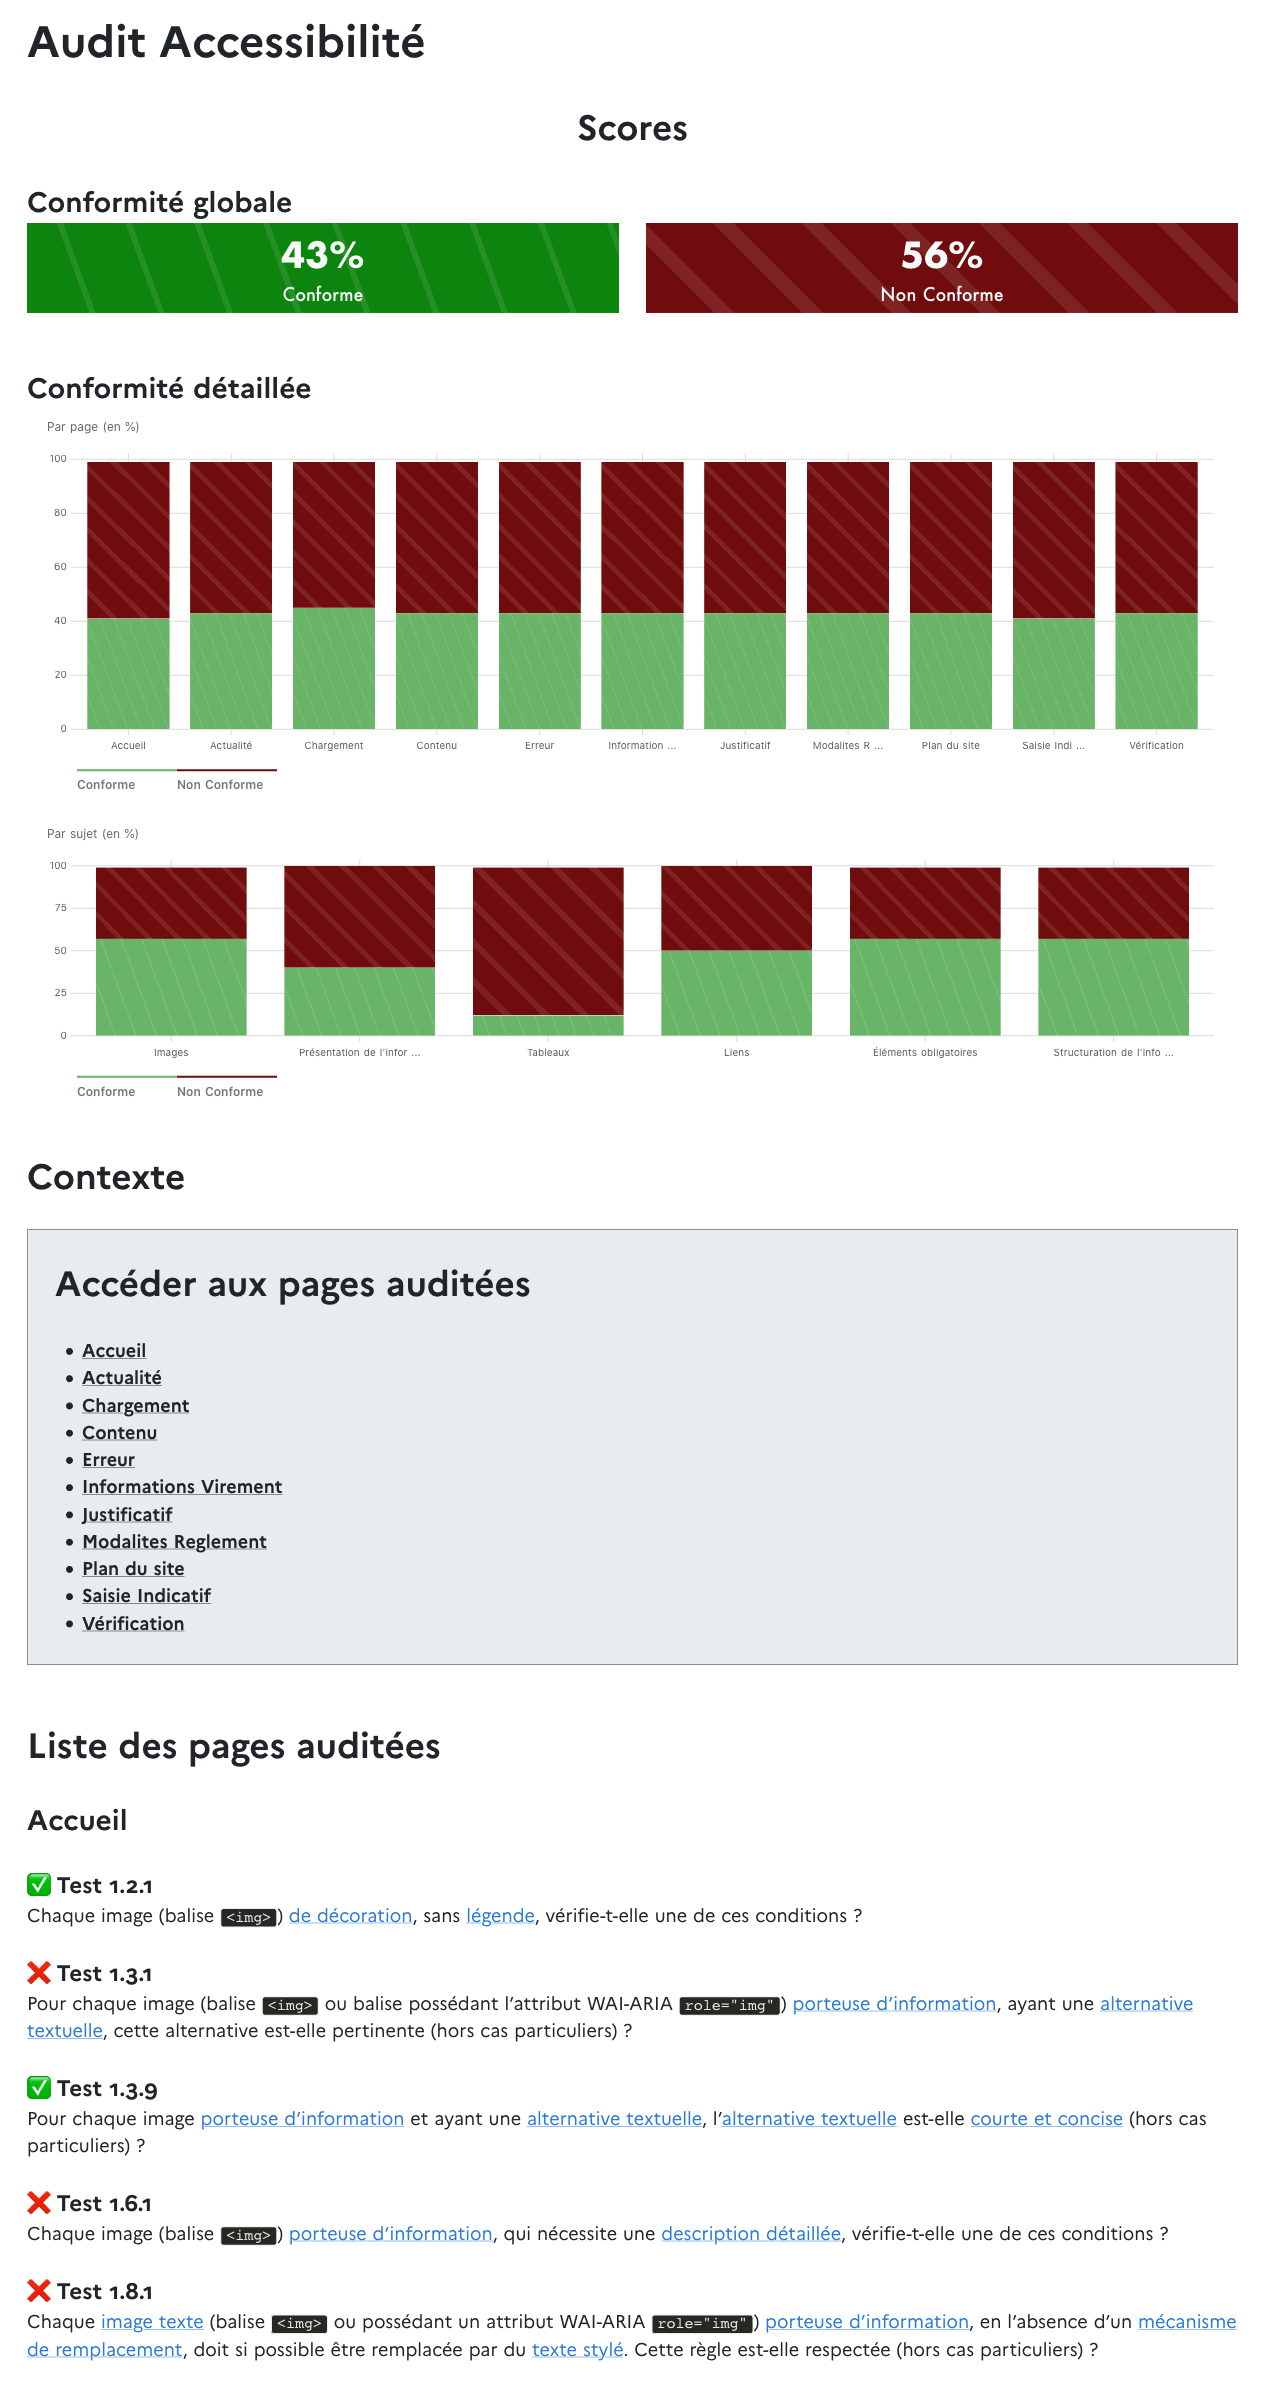 Audit Accessibilité
Scores
Conformité globale
43%
Conforme
56%
Non Conforme
Conformité détaillée
Par page (en %)
100
80
60
40
20
0
Accueil Actualité Chargement Contenu Erreur Information ... Justificatif Modalites R ... Plan du site Saisie Indi ... Vérification
Conforme Non Conforme
Par sujet (en %)
100
75
50
25
0
Images Présentation de l'infor ... Tableaux Liens Éléments obligatoires Structuration de l'info ...
Conforme Non Conforme
Contexte
Accéder aux pages auditées
• Accueil
• Actualité
• Chargement
• Contenu
• Erreur
• Informations Virement
• Justificatif
• Modalites Reglement
• Plan du site
• Saisie Indicatif
• Vérification
Liste des pages auditées
Accueil
✅ Test 1.2.1
Chaque image (balise <img>) de décoration, sans légende, vérifie-t-elle une de ces conditions ?
❌ Test 1.3.1
Pour chaque image (balise <img> ou balise possédant l'attribut WAI-ARIA role="img") porteuse d'information, ayant une alternative
textuelle, cette alternative est-elle pertinente (hors cas particuliers) ?
✅ Test 1.3.9
Pour chaque image porteuse d'information et ayant une alternative textuelle, l'alternative textuelle est-elle courte et concise (hors cas
particuliers) ?
❌ Test 1.6.1
Chaque image (balise <img>) porteuse d'information, qui nécessite une description détaillée, vérifie-t-elle une de ces conditions ?
❌ Test 1.8.1
Chaque image texte (balise <img> ou possédant un attribut WAI-ARIA role="img") porteuse d'information, en l'absence d'un mécanisme
de remplacement, doit si possible être remplacée par du texte stylé. Cette règle est-elle respectée (hors cas particuliers) ?